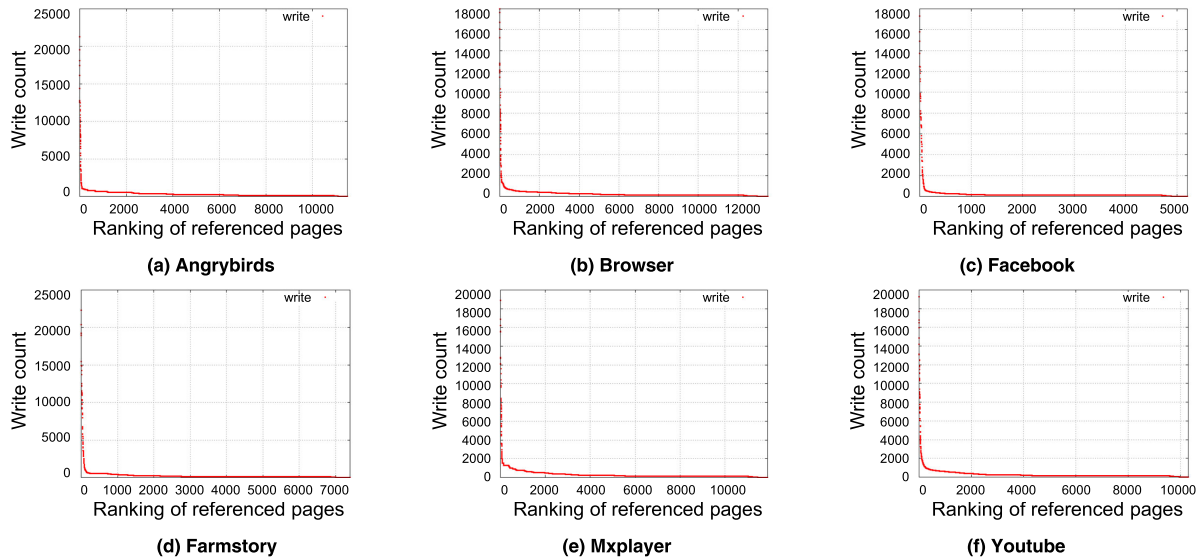 write
25000
20000
15000
10000
5000
0
Write count
0 2000 4000 6000 8000 10000
Ranking of referenced pages
(a) Angrybirds
write
18000
16000
14000
12000
10000
8000
6000
4000
2000
0
Write count
0 2000 4000 6000 8000 10000 12000
Ranking of referenced pages
(b) Browser
write
18000
16000
14000
12000
10000
8000
6000
4000
2000
0
Write count
0 1000 2000 3000 4000 5000
Ranking of referenced pages
(c) Facebook
write
25000
20000
15000
10000
5000
0
Write count
0 1000 2000 3000 4000 5000 6000 7000
Ranking of referenced pages
(d) Farmstory
write
20000
18000
16000
14000
12000
10000
8000
6000
4000
2000
0
Write count
0 2000 4000 6000 8000 10000
Ranking of referenced pages
(e) Mxplayer
write
20000
18000
16000
14000
12000
10000
8000
6000
4000
2000
0
Write count
0 2000 4000 6000 8000 10000
Ranking of referenced pages
(f) Youtube